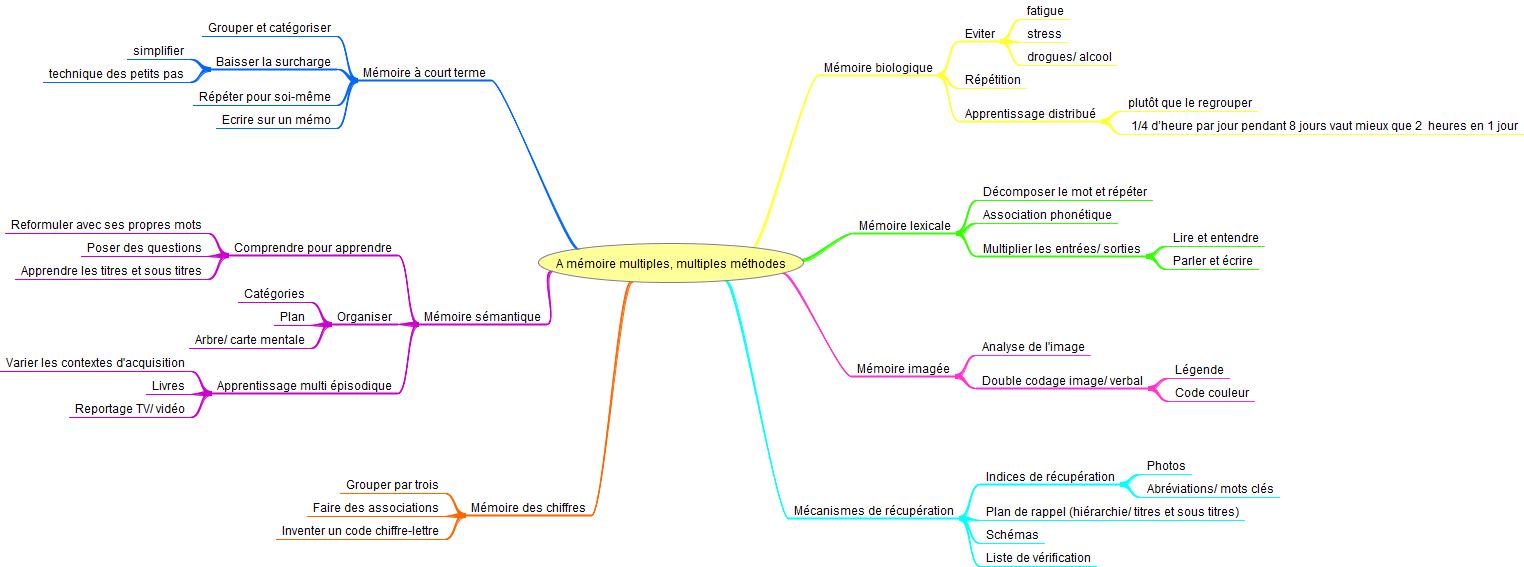 A mémoire multiples, multiples méthodes
Mémoire à court terme
Grouper et catégoriser
Baisser la surcharge
simplifier
technique des petits pas
Répéter pour soi-même
Ecrire sur un mémo
Mémoire sémantique
Comprendre pour apprendre
Reformuler avec ses propres mots
Poser des questions
Apprendre les titres et sous titres
Organiser
Catégories
Plan
Arbre/ carte mentale
Apprentissage multi épisodique
Varier les contextes d'acquisition
Livres
Reportage TV/ vidéo
Mémoire des chiffres
Grouper par trois
Faire des associations
Inventer un code chiffre-lettre
Mémoire biologique
Eviter
fatigue
stress
drogues/ alcool
Répétition
Apprentissage distribué
plutôt que le regrouper
1/4 d'heure par jour pendant 8 jours vaut mieux que 2 heures en 1 jour
Mémoire lexicale
Décomposer le mot et répéter
Association phonétique
Multiplier les entrées/ sorties
Lire et entendre
Parler et écrire
Mémoire imagée
Analyse de l'image
Double codage image/ verbal
Légende
Code couleur
Mécanismes de récupération
Indices de récupération
Photos
Abréviations/ mots clés
Plan de rappel (hiérarchie/ titres et sous titres)
Schémas
Liste de vérification